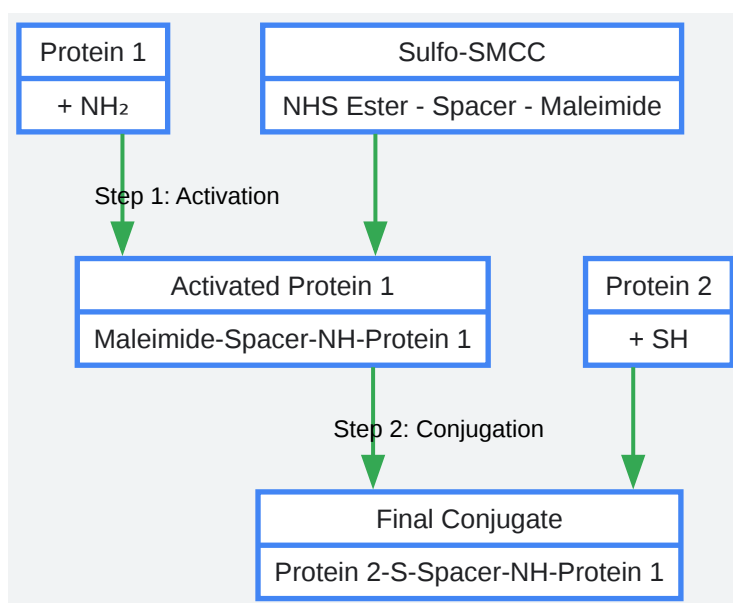 Protein 1
+ NH₂
Sulfo-SMCC
NHS Ester - Spacer - Maleimide
Step 1: Activation
Activated Protein 1
Maleimide-Spacer-NH-Protein 1
Protein 2
+ SH
Step 2: Conjugation
Final Conjugate
Protein 2-S-Spacer-NH-Protein 1